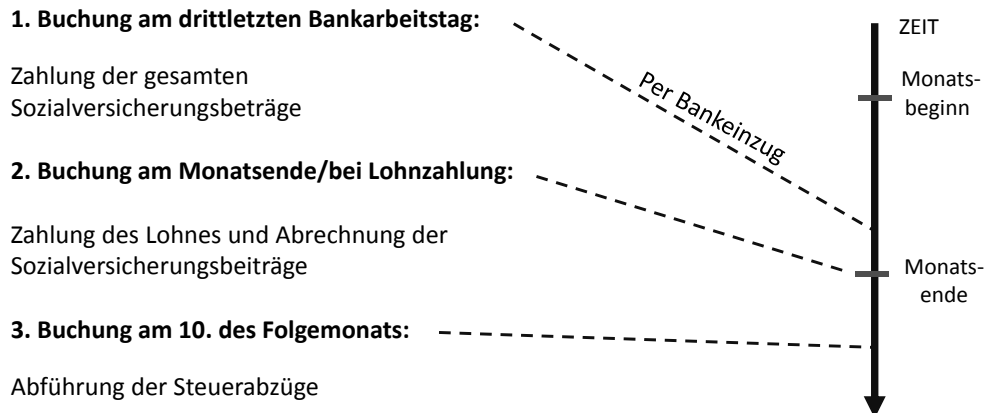 1. Buchung am drittletzten Bankarbeitstag:
ZEIT
Zahlung der gesamten
Sozialversicherungsbeträge
Per Bankeinzug
Monats-
beginn
2. Buchung am Monatsende/bei Lohnzahlung:
Zahlung des Lohnes und Abrechnung der
Sozialversicherungsbeiträge
Monats-
ende
3. Buchung am 10. des Folgemonats:
Abführung der Steuerabzüge